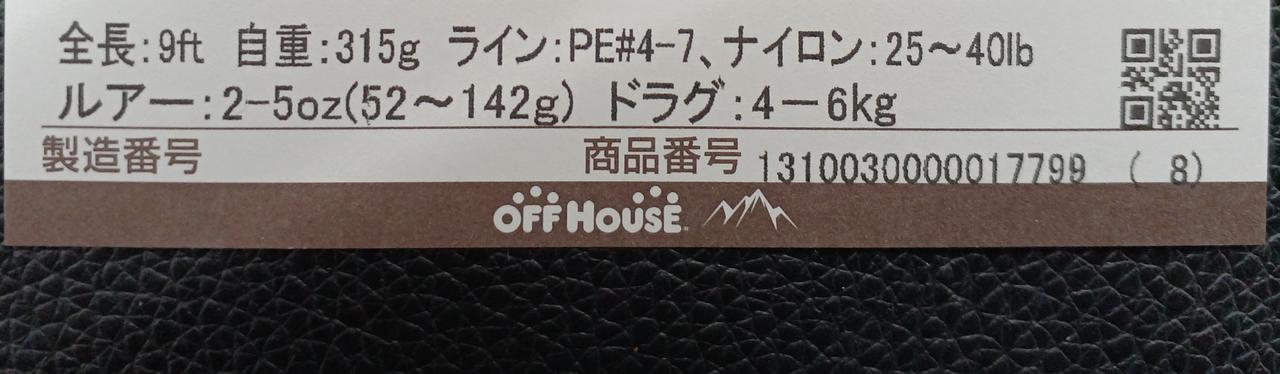 全長:9ft 自重:315g ライン:PE#4-7、ナイロン:25〜40lb
ルアー:2-5oz(52〜142g) ドラグ:4-6kg
製造番号 商品番号 1310030000017799 ( 8)
OFF HOUSE